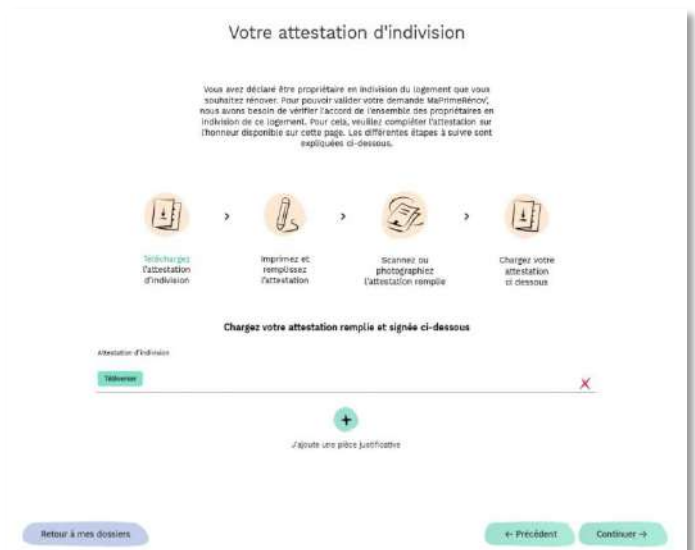 Votre attestation d'indivision
Vous avez déclaré être propriétaire en indivision du logement que vous
souhaitez rénover. Pour pouvoir valider votre demande MaPrimeRénov',
nous avons besoin de vérifier l'accord de l'ensemble des propriétaires en
indivision de ce logement. Pour cela, veuillez compléter l'attestation sur
l'honneur disponible sur cette page. Les différentes étapes à suivre sont
expliquées ci-dessous.
>
>
>
Téléchargez
l'attestation
d'indivision
Imprimez et
remplissez
l'attestation
Scannez ou
photographiez
l'attestation remplie
Chargez votre
attestation
ci dessous
Chargez votre attestation remplie et signée ci-dessous
Attestation d'indivision
Téléverser
+
J'ajoute une pièce justificative
Retour à mes dossiers
← Précédent
Continuer →